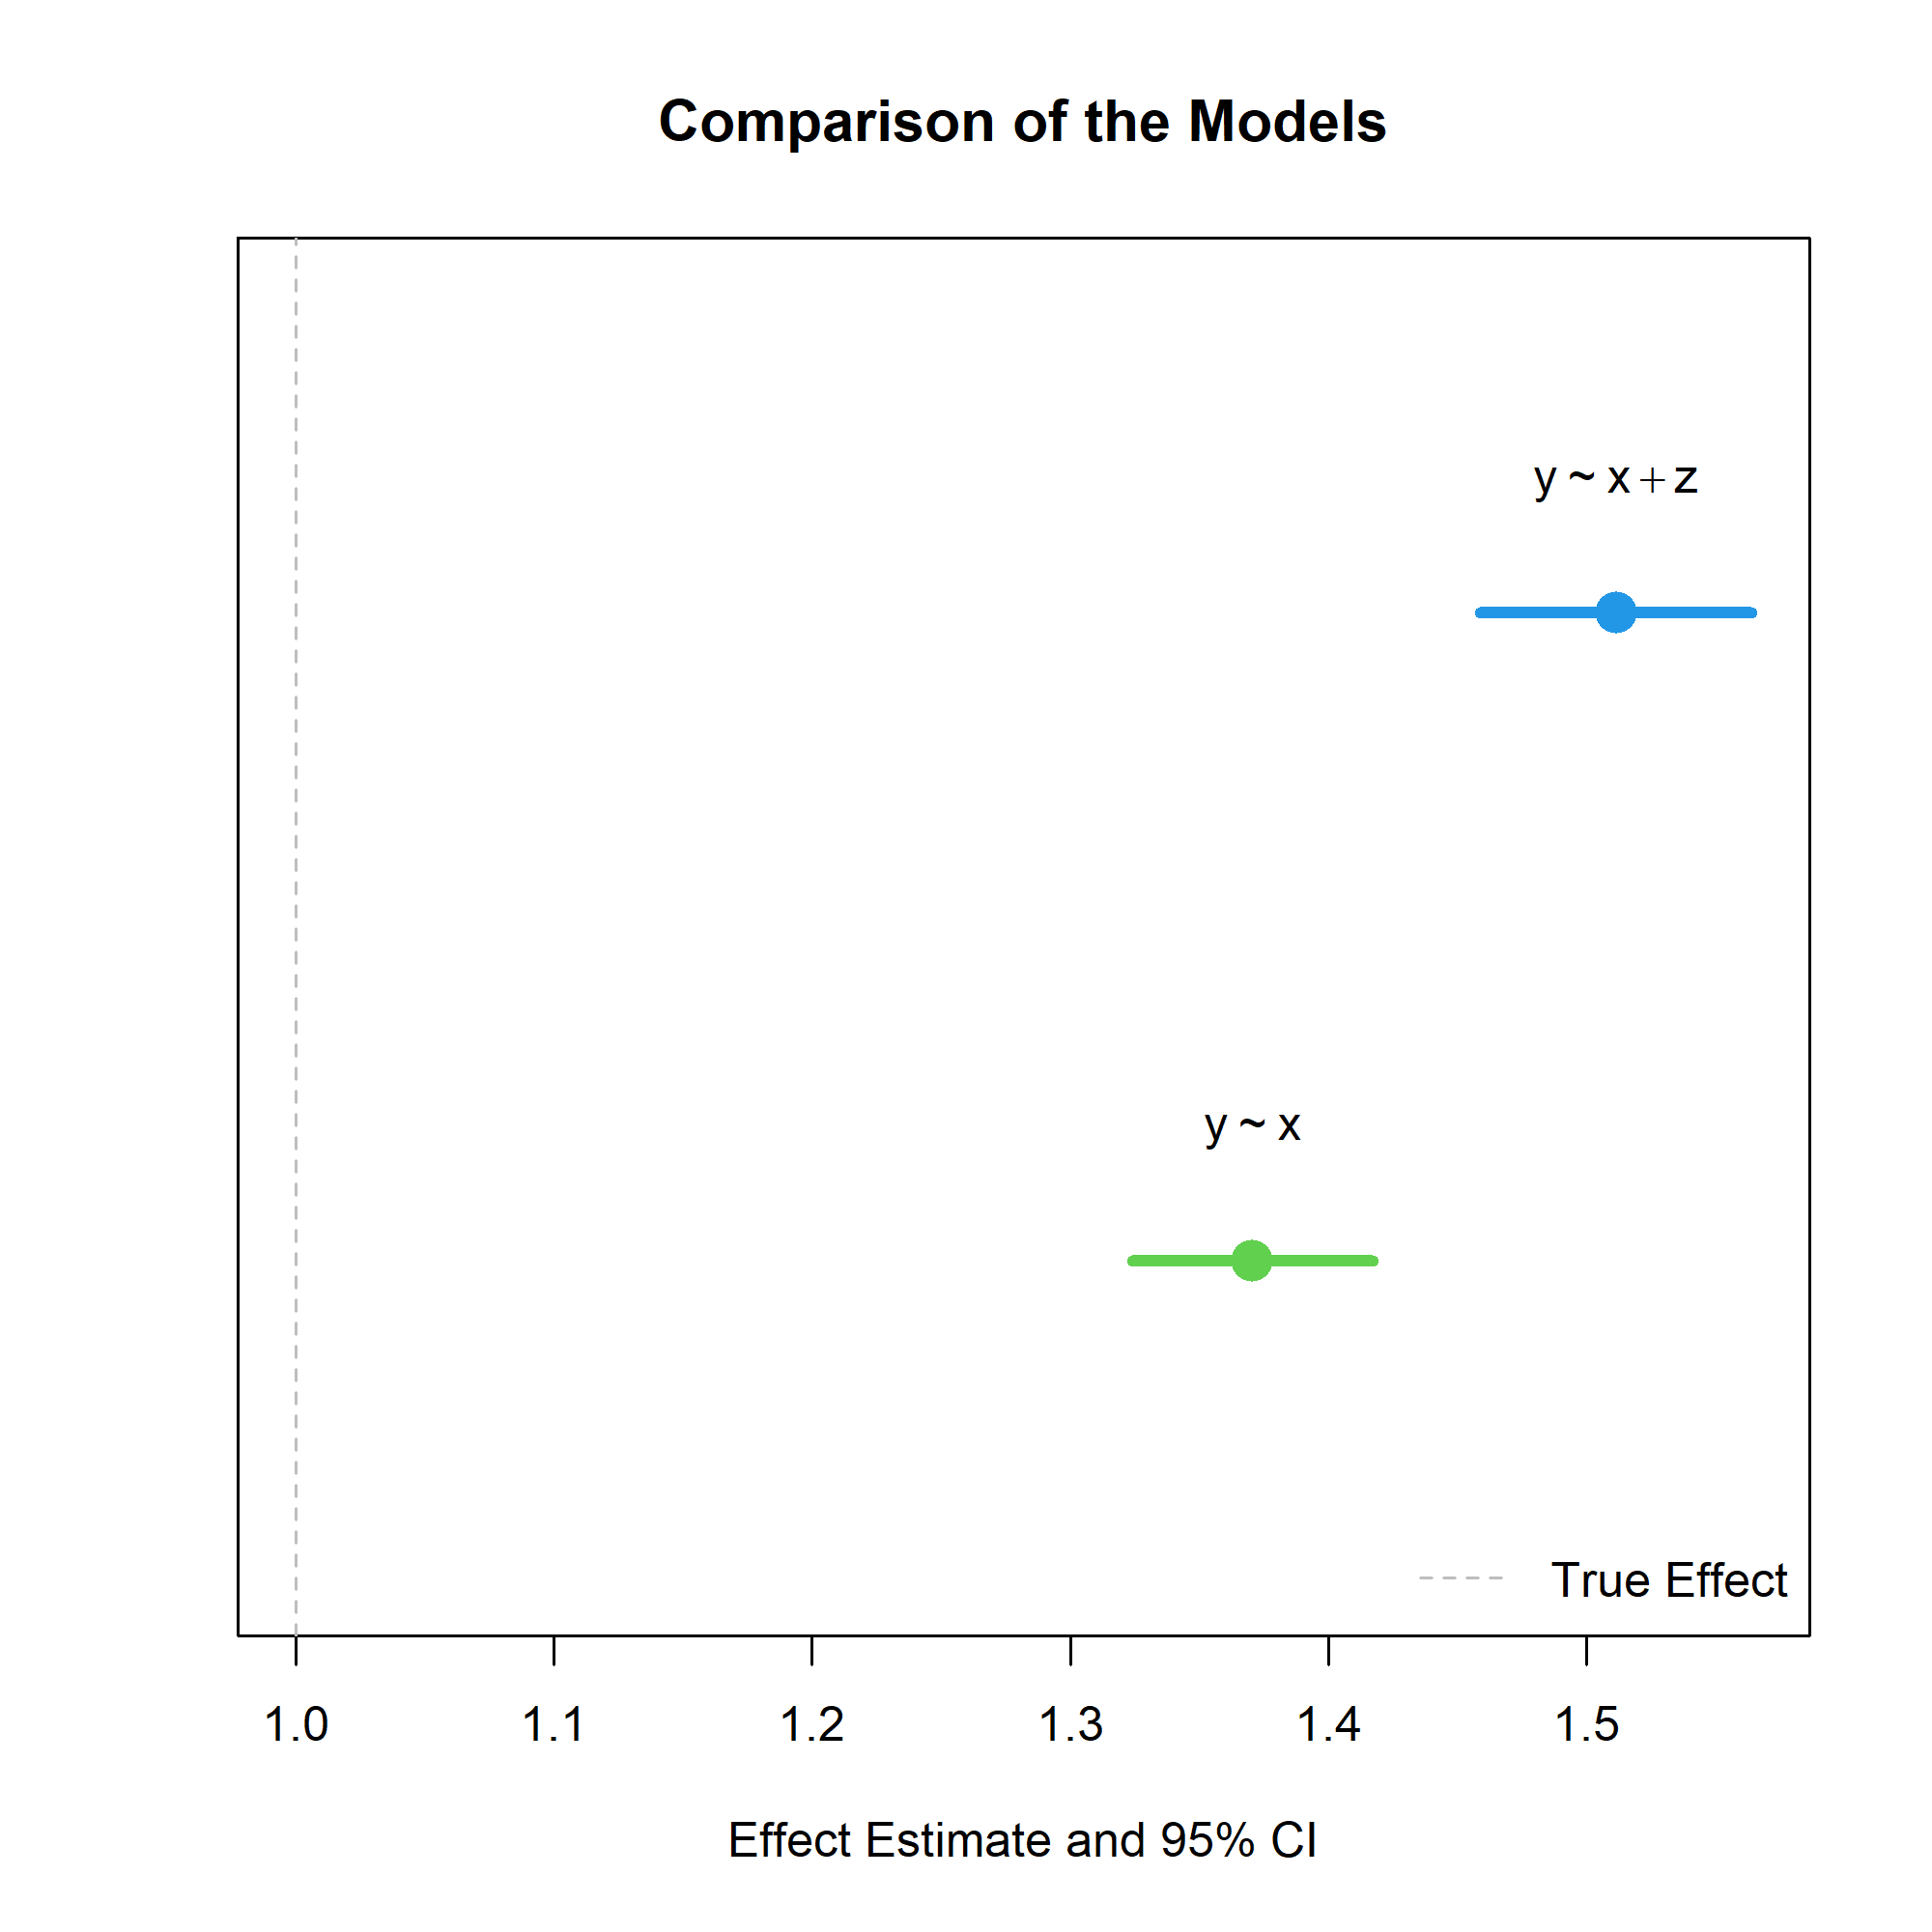 Comparison of the Models
y ~ x + z
y ~ x
True Effect
1.0 1.1 1.2 1.3 1.4 1.5
Effect Estimate and 95% CI